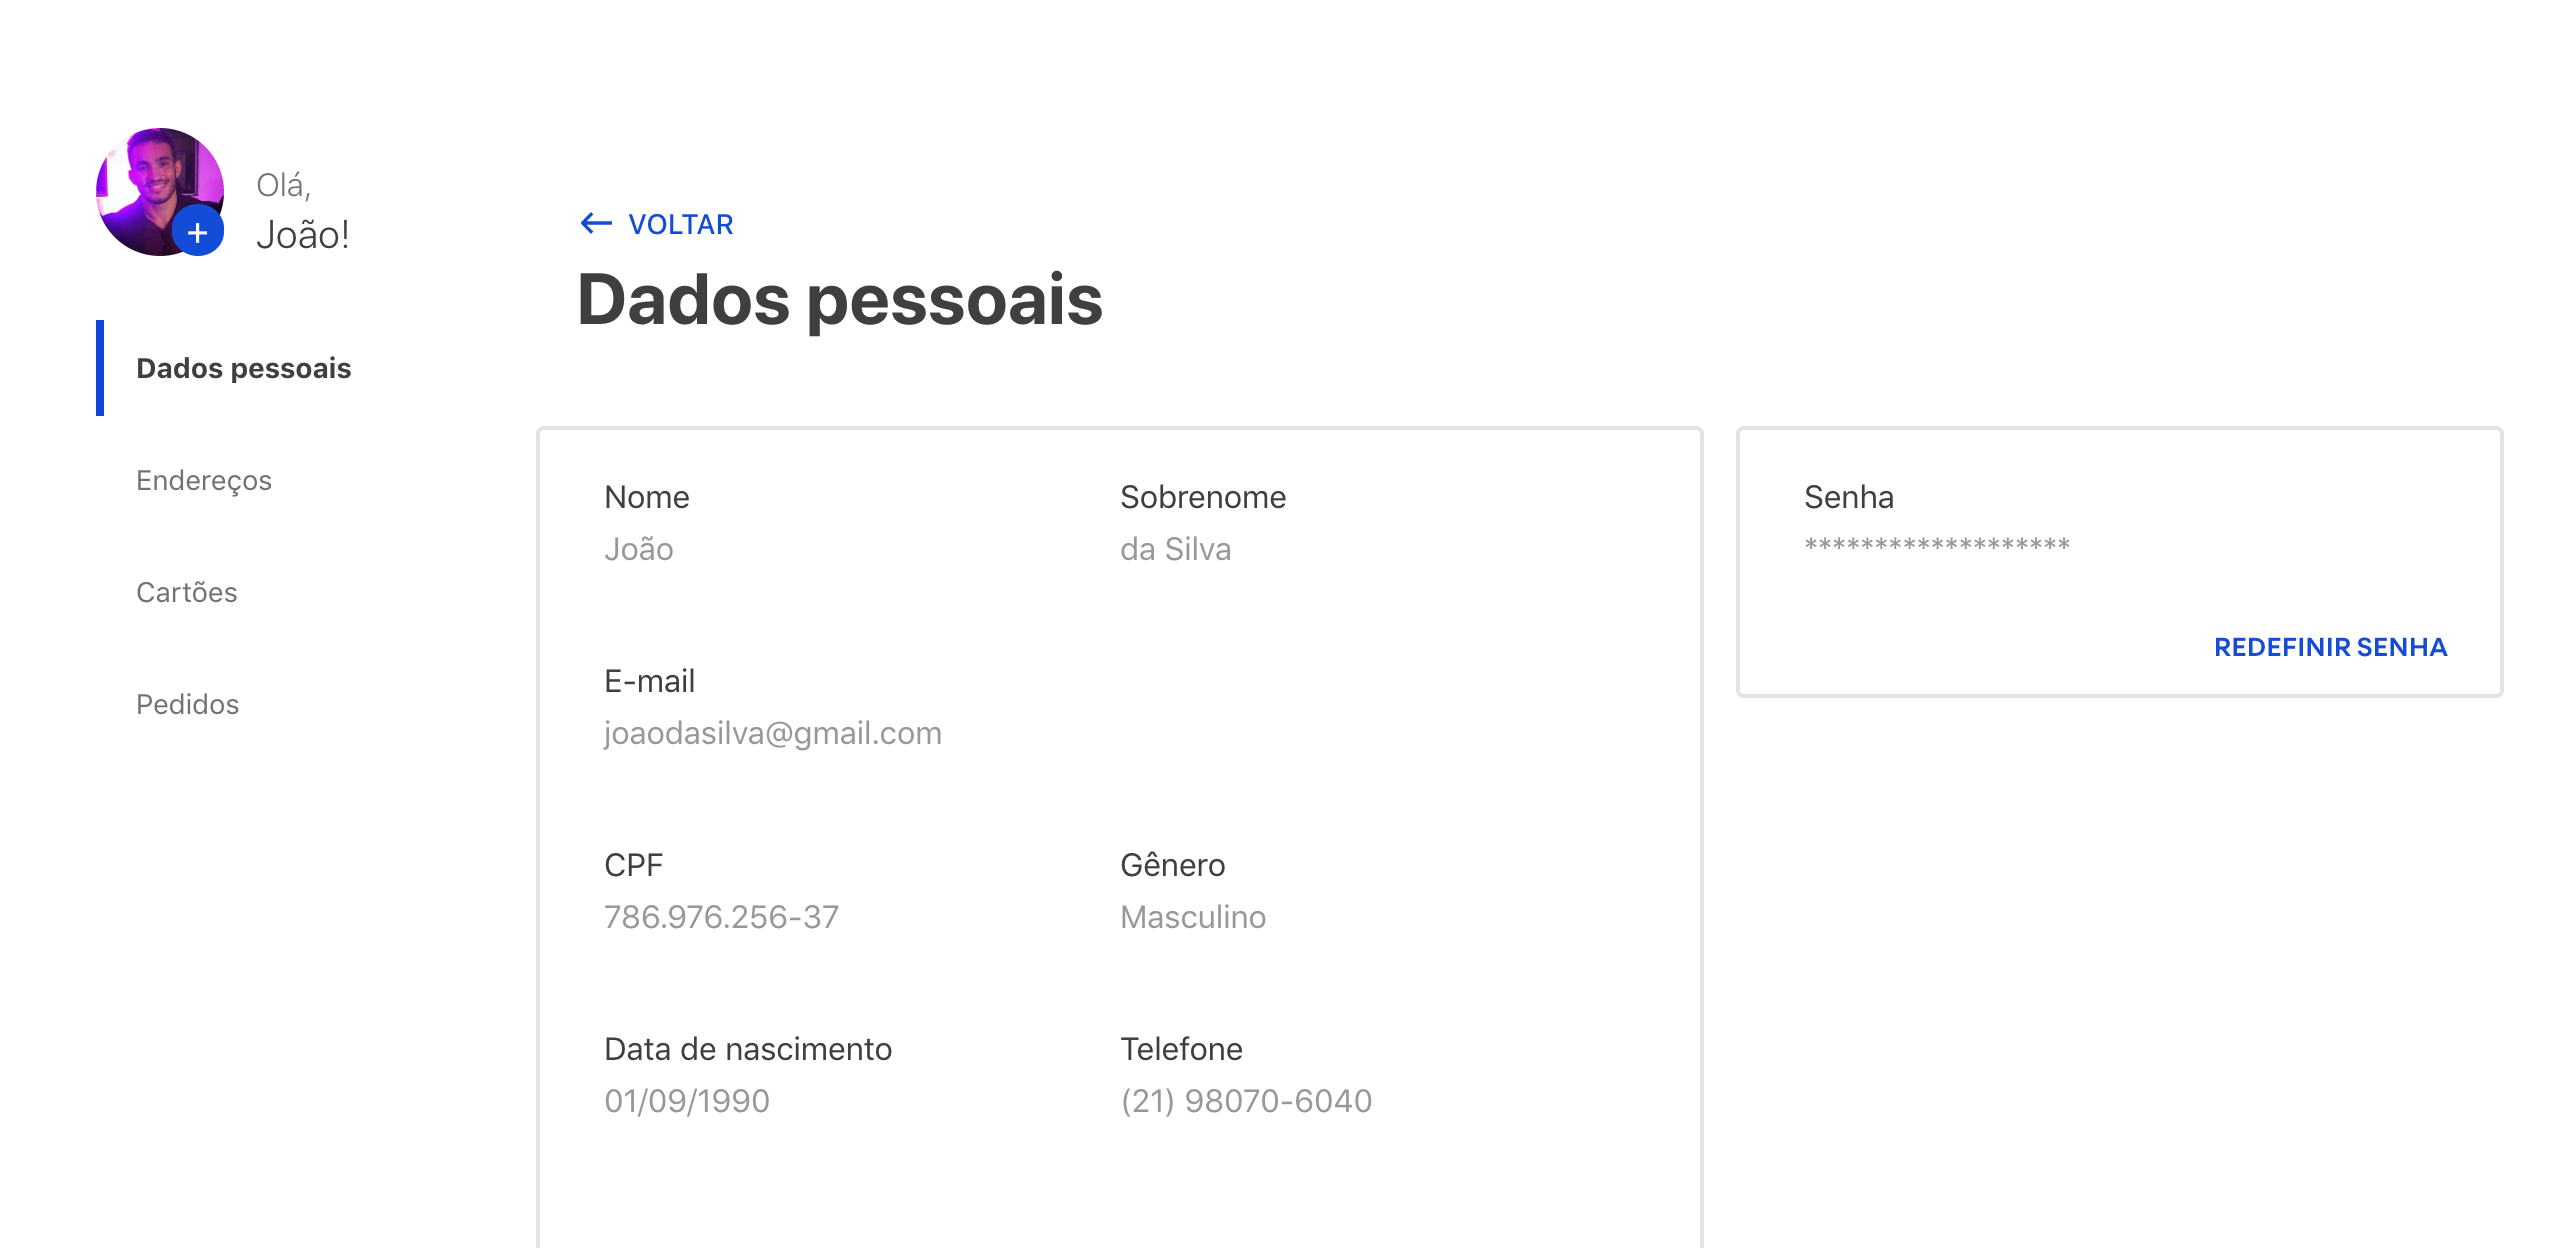 Olá,
João!
Dados pessoais
Endereços
Cartões
Pedidos
← VOLTAR
Dados pessoais
Nome
João
Sobrenome
da Silva
E-mail
joaodasilva@gmail.com
CPF
786.976.256-37
Gênero
Masculino
Data de nascimento
01/09/1990
Telefone
(21) 98070-6040
Senha
*******************
REDEFINIR SENHA